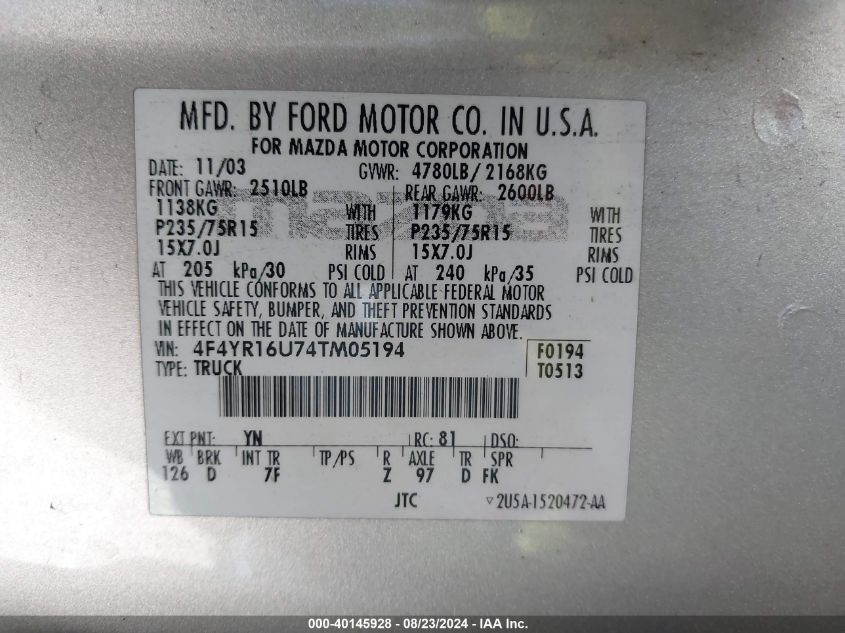 MFD. BY FORD MOTOR CO. IN U.S.A.
FOR MAZDA MOTOR CORPORATION
DATE: 11/03 GVWR: 4780LB/2168KG
FRONT GAWR: 2510LB REAR GAWR: 2600LB
1138KG WITH 1179KG WITH
P235/75R15 TIRES P235/75R15 TIRES
15X7.0J RIMS 15X7.0J RIMS
AT 205 kPa/30 PSI COLD AT 240 kPa/35 PSI COLD
mazda
THIS VEHICLE CONFORMS TO ALL APPLICABLE FEDERAL MOTOR
VEHICLE SAFETY, BUMPER, AND THEFT PREVENTION STANDARDS
IN EFFECT ON THE DATE OF MANUFACTURE SHOWN ABOVE.
VIN: 4F4YR16U74TM05194 F0194
TYPE: TRUCK T0513
EXT PNT: YN RC: 81 DSO:
WB BRK INT TR TP/PS R AXLE TR SPR
126 D 7F Z 97 D FK
JTC ▽2U5A-1520472-AA
000-40145928 - 08/23/2024 - IAA Inc.